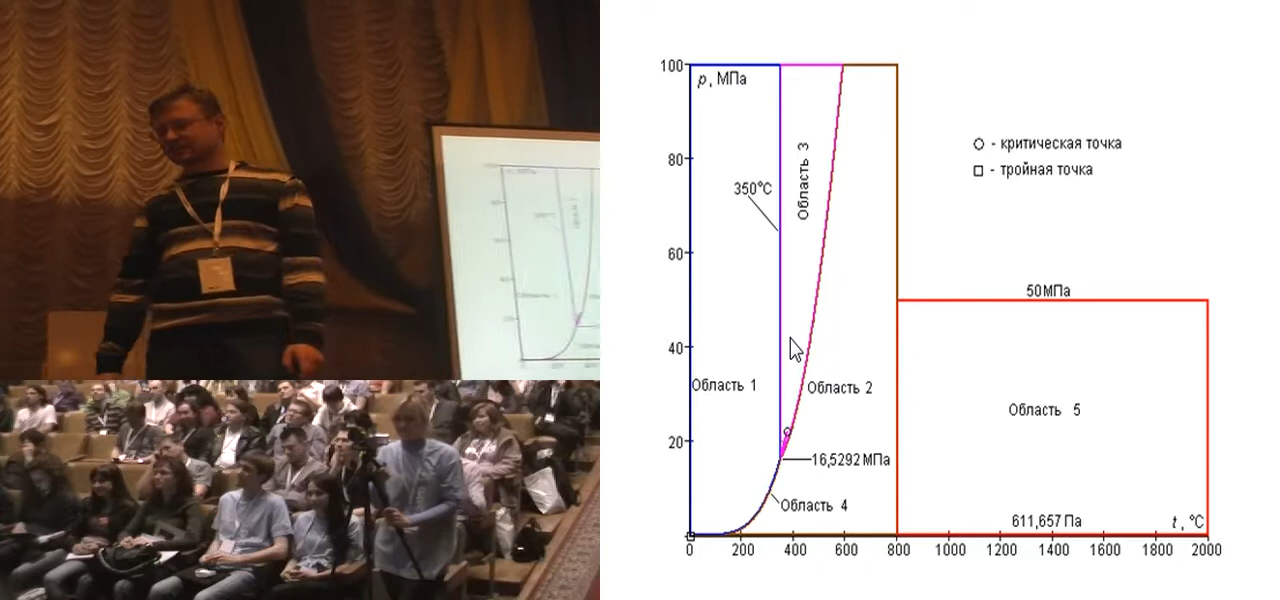 100
p, МПа
80
60
40
20
0
200
400
600
800
1000
1200
1400
1600
1800
2000
t, °C
350°C
Область 3
Область 1
Область 2
16,5292 МПа
Область 4
50МПа
Область 5
611,657 Па
- критическая точка
- тройная точка